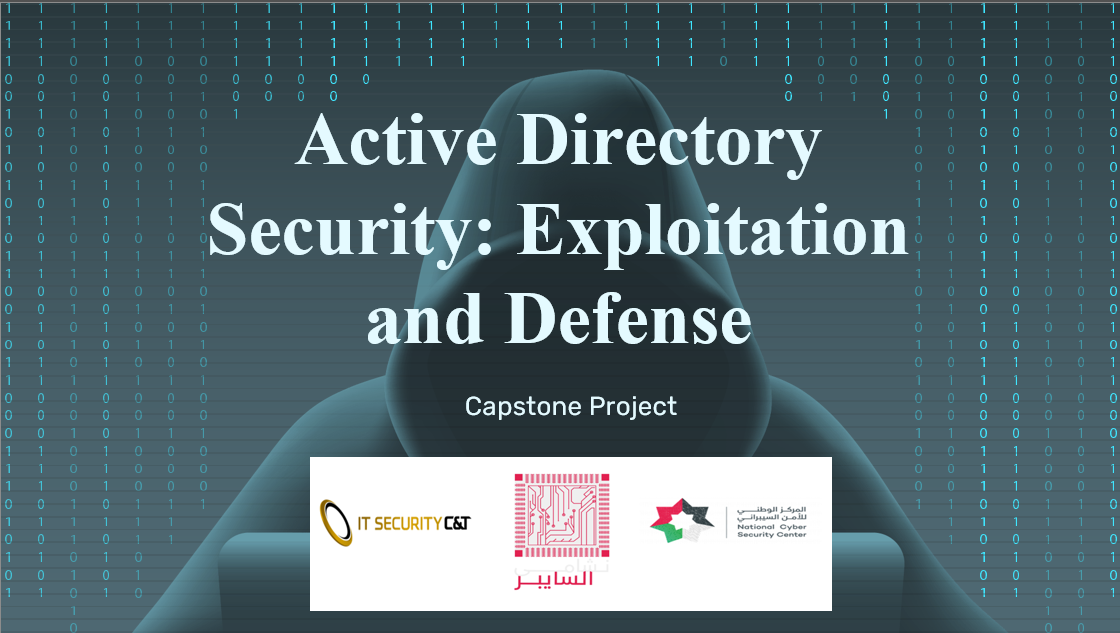 Active Directory
Security: Exploitation
and Defense
Capstone Project
IT SECURITY C&T
نشامى
السايبر
المركز الوطني
للأمن السيبراني
National Cyber
Security Center